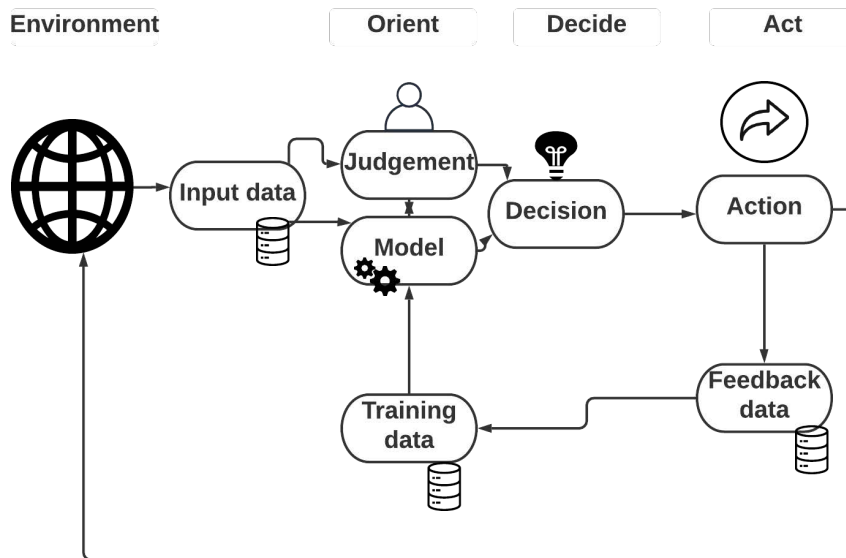 Environment
Orient
Decide
Act
Judgement
Input data
Decision
Action
Model
Feedback
data
Training
data